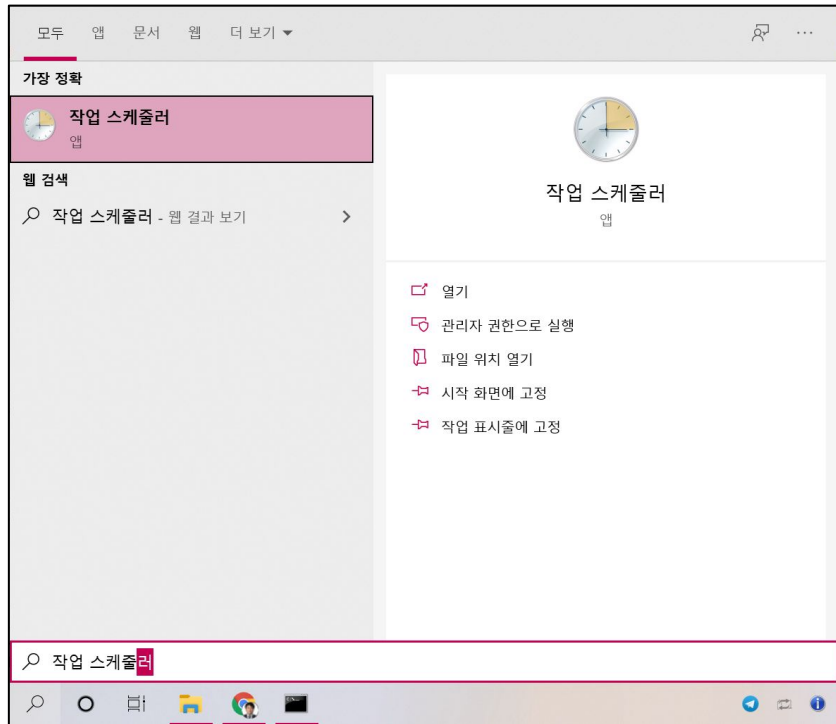 모두 앱 문서 웹 더 보기
가장 정확
작업 스케줄러
앱
웹 검색
작업 스케줄러 - 웹 결과 보기
작업 스케줄러
앱
열기
관리자 권한으로 실행
파일 위치 열기
시작 화면에 고정
작업 표시줄에 고정
작업 스케줄러